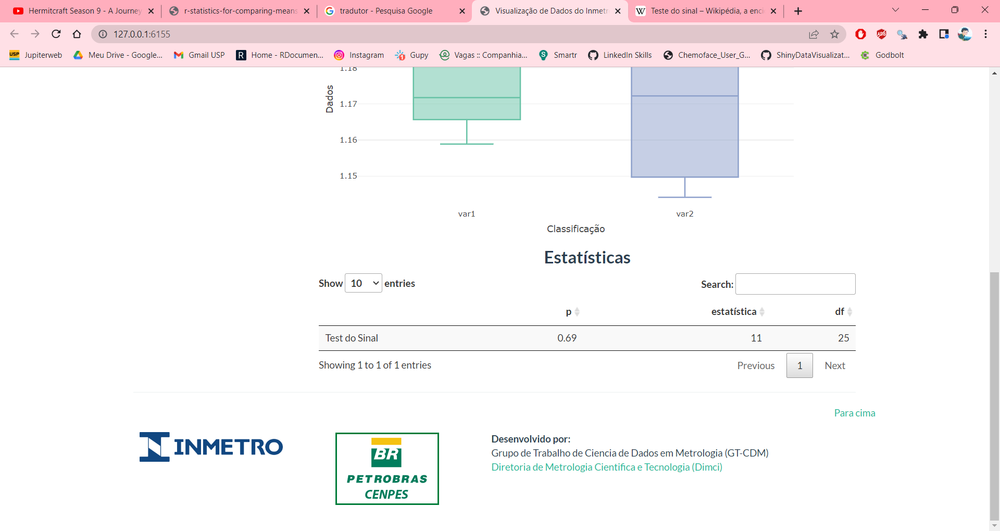 Hermitcraft Season 9 - A Journey
r-statistics-for-comparing-means
tradutor - Pesquisa Google
Visualização de Dados do Inmetr
Teste do sinal – Wikipédia, a enci
127.0.0.1:6155
Jupiterweb
Meu Drive - Google...
Gmail USP
Home - RDocumen...
Instagram
Gupy
Vagas :: Companhia...
Smartr
LinkedIn Skills
Chemoface_User_G...
ShinyDataVisualizat...
Godbolt
1.18
Dados
1.17
1.16
1.15
var1
var2
Classificação
Estatísticas
Show 10 entries
Search:
p estatística df
Test do Sinal 0.69 11 25
Showing 1 to 1 of 1 entries
Previous 1 Next
Para cima
INMETRO
BR
PETROBRAS
CENPES
Desenvolvido por:
Grupo de Trabalho de Ciencia de Dados em Metrologia (GT-CDM)
Diretoria de Metrologia Cientifica e Tecnologia (Dimci)